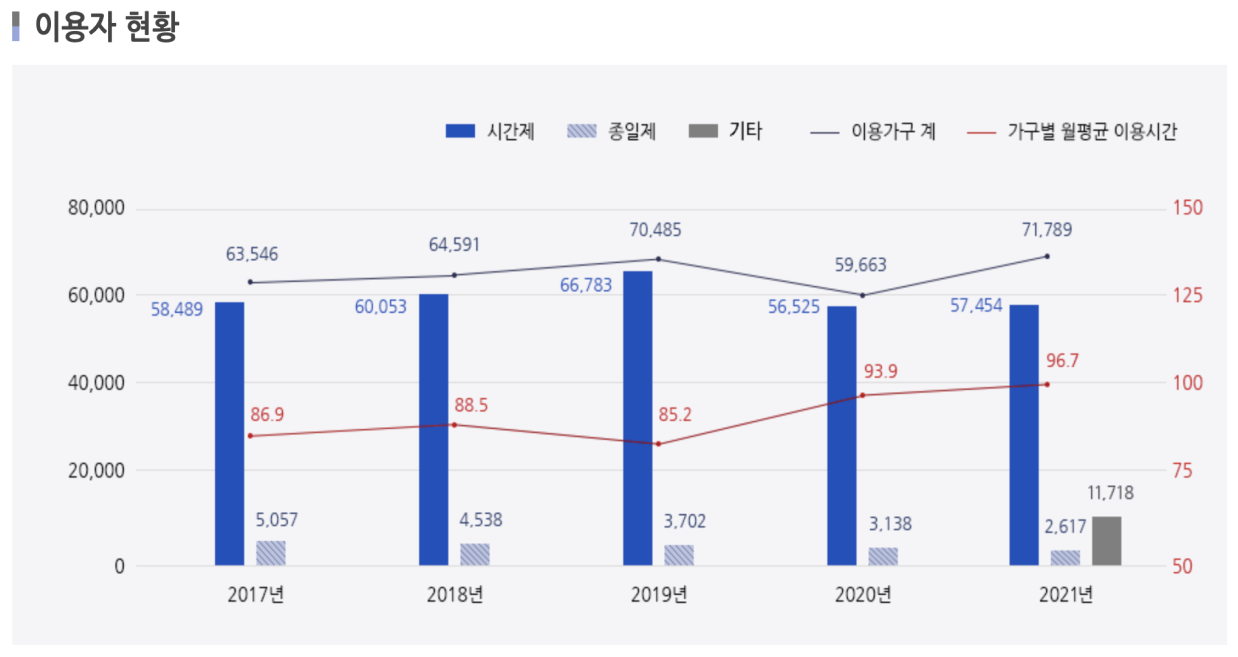 이용자 현황
시간제 종일제 기타 이용가구 계 가구별 월평균 이용시간
80,000 150
63,546 64,591 70,485 59,663 71,789
60,000 125
58,489 60,053 66,783 56,525 57,454
40,000 100
86.9 88.5 85.2 93.9 96.7
20,000 75
5,057 4,538 3,702 3,138 2,617 11,718
0 50
2017년 2018년 2019년 2020년 2021년